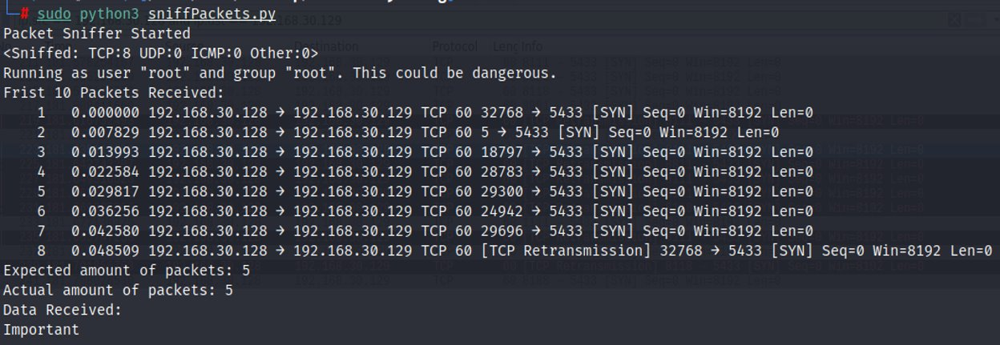 # sudo python3 sniffPackets.py
Packet Sniffer Started
<Sniffed: TCP:8 UDP:0 ICMP:0 Other:0>
Running as user "root" and group "root". This could be dangerous.
Frist 10 Packets Received:
1 0.000000 192.168.30.128 → 192.168.30.129 TCP 60 32768 → 5433 [SYN] Seq=0 Win=8192 Len=0
2 0.007829 192.168.30.128 → 192.168.30.129 TCP 60 5 → 5433 [SYN] Seq=0 Win=8192 Len=0
3 0.013993 192.168.30.128 → 192.168.30.129 TCP 60 18797 → 5433 [SYN] Seq=0 Win=8192 Len=0
4 0.022584 192.168.30.128 → 192.168.30.129 TCP 60 28783 → 5433 [SYN] Seq=0 Win=8192 Len=0
5 0.029817 192.168.30.128 → 192.168.30.129 TCP 60 29300 → 5433 [SYN] Seq=0 Win=8192 Len=0
6 0.036256 192.168.30.128 → 192.168.30.129 TCP 60 24942 → 5433 [SYN] Seq=0 Win=8192 Len=0
7 0.042580 192.168.30.128 → 192.168.30.129 TCP 60 29696 → 5433 [SYN] Seq=0 Win=8192 Len=0
8 0.048509 192.168.30.128 → 192.168.30.129 TCP 60 [TCP Retransmission] 32768 → 5433 [SYN] Seq=0 Win=8192 Len=0
Expected amount of packets: 5
Actual amount of packets: 5
Data Received:
Important